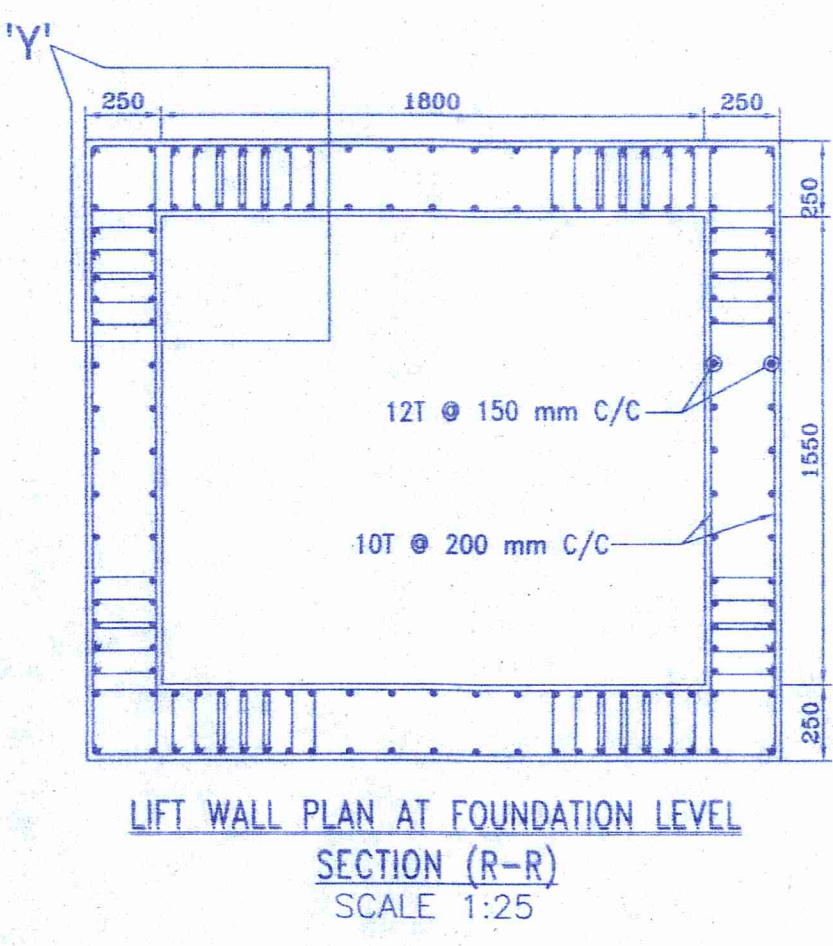 'Y'
250 1800 250
250
12T @ 150 mm C/C
1550
10T @ 200 mm C/C
250
LIFT WALL PLAN AT FOUNDATION LEVEL
SECTION (R-R)
SCALE 1:25